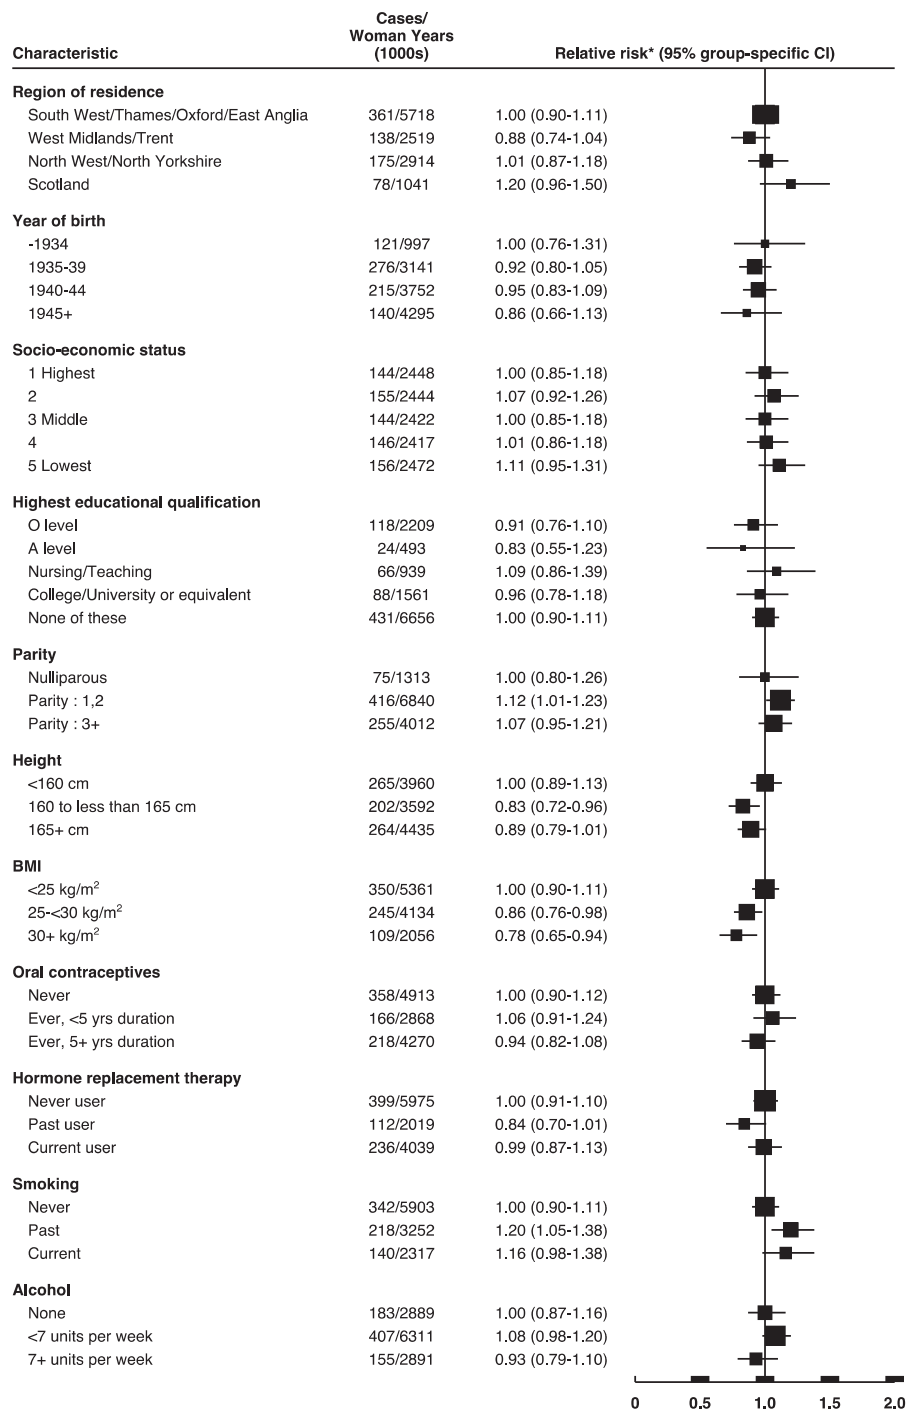 Characteristic Cases/ Woman Years (1000s) Relative risk* (95% group-specific CI)
Region of residence
South West/Thames/Oxford/East Anglia 361/5718 1.00 (0.90-1.11)
West Midlands/Trent 138/2519 0.88 (0.74-1.04)
North West/North Yorkshire 175/2914 1.01 (0.87-1.18)
Scotland 78/1041 1.20 (0.96-1.50)
Year of birth
-1934 121/997 1.00 (0.76-1.31)
1935-39 276/3141 0.92 (0.80-1.05)
1940-44 215/3752 0.95 (0.83-1.09)
1945+ 140/4295 0.86 (0.66-1.13)
Socio-economic status
1 Highest 144/2448 1.00 (0.85-1.18)
2 155/2444 1.07 (0.92-1.26)
3 Middle 144/2422 1.00 (0.85-1.18)
4 146/2417 1.01 (0.86-1.18)
5 Lowest 156/2472 1.11 (0.95-1.31)
Highest educational qualification
O level 118/2209 0.91 (0.76-1.10)
A level 24/493 0.83 (0.55-1.23)
Nursing/Teaching 66/939 1.09 (0.86-1.39)
College/University or equivalent 88/1561 0.96 (0.78-1.18)
None of these 431/6656 1.00 (0.90-1.11)
Parity
Nulliparous 75/1313 1.00 (0.80-1.26)
Parity : 1,2 416/6840 1.12 (1.01-1.23)
Parity : 3+ 255/4012 1.07 (0.95-1.21)
Height
<160 cm 265/3960 1.00 (0.89-1.13)
160 to less than 165 cm 202/3592 0.83 (0.72-0.96)
165+ cm 264/4435 0.89 (0.79-1.01)
BMI
<25 kg/m² 350/5361 1.00 (0.90-1.11)
25-<30 kg/m² 245/4134 0.86 (0.76-0.98)
30+ kg/m² 109/2056 0.78 (0.65-0.94)
Oral contraceptives
Never 358/4913 1.00 (0.90-1.12)
Ever, <5 yrs duration 166/2868 1.06 (0.91-1.24)
Ever, 5+ yrs duration 218/4270 0.94 (0.82-1.08)
Hormone replacement therapy
Never user 399/5975 1.00 (0.91-1.10)
Past user 112/2019 0.84 (0.70-1.01)
Current user 236/4039 0.99 (0.87-1.13)
Smoking
Never 342/5903 1.00 (0.90-1.11)
Past 218/3252 1.20 (1.05-1.38)
Current 140/2317 1.16 (0.98-1.38)
Alcohol
None 183/2889 1.00 (0.87-1.16)
<7 units per week 407/6311 1.08 (0.98-1.20)
7+ units per week 155/2891 0.93 (0.79-1.10)
0 0.5 1.0 1.5 2.0